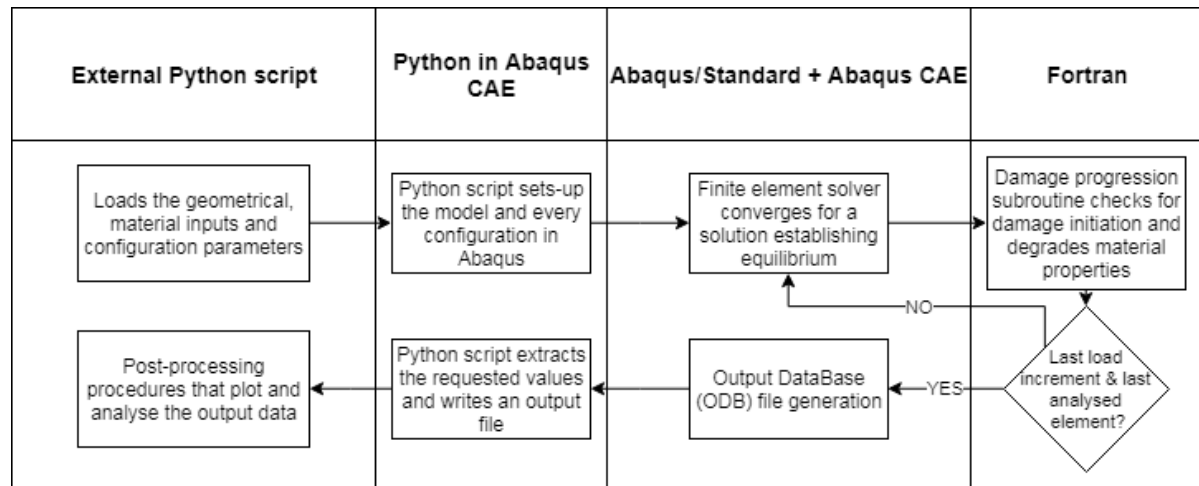 External Python script
Python in Abaqus
CAE
Abaqus/Standard + Abaqus CAE
Fortran
Loads the geometrical,
material inputs and
configuration parameters
Python script sets-up
the model and every
configuration in
Abaqus
Finite element solver
converges for a
solution establishing
equilibrium
Damage progression
subroutine checks for
damage initiation and
degrades material
properties
NO
Last load
increment & last
analysed
element?
YES
Output DataBase
(ODB) file generation
Python script extracts
the requested values
and writes an output
file
Post-processing
procedures that plot and
analyse the output data